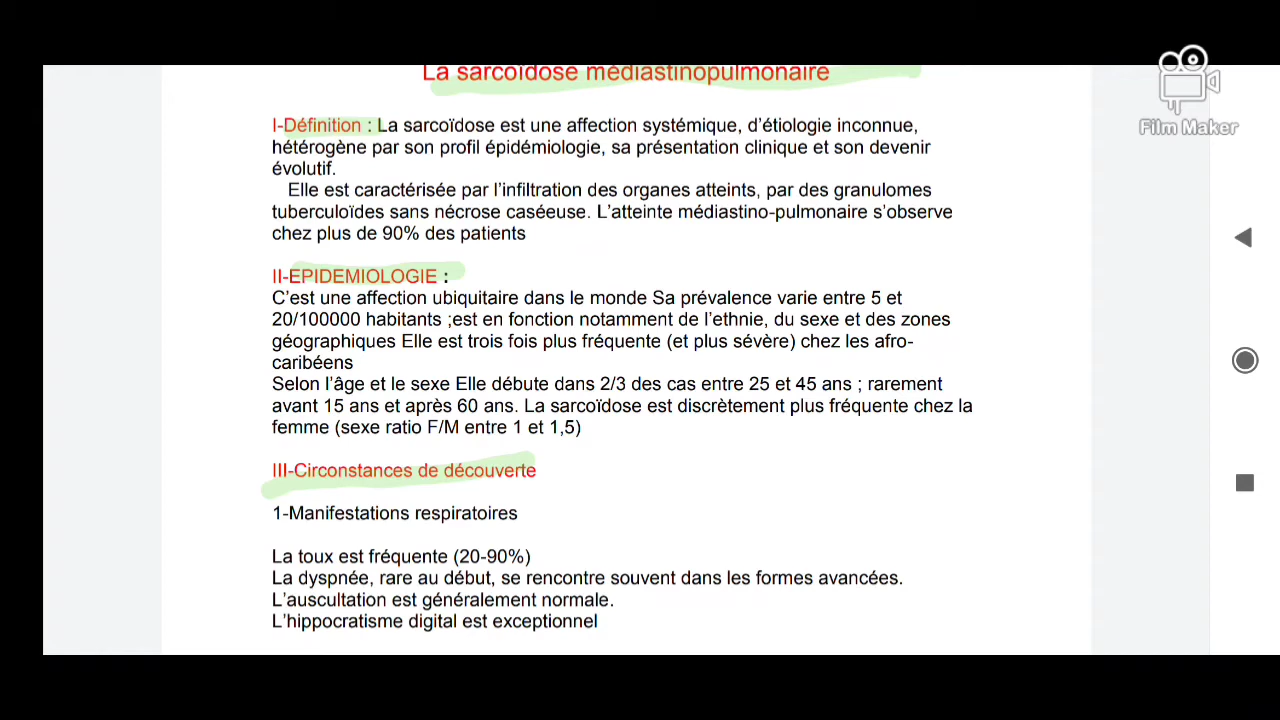 La sarcoïdose médiastinopulmonaire
Film Maker
I-Définition : La sarcoïdose est une affection systémique, d’étiologie inconnue,
hétérogène par son profil épidémiologie, sa présentation clinique et son devenir
évolutif.
Elle est caractérisée par l’infiltration des organes atteints, par des granulomes
tuberculoïdes sans nécrose caséeuse. L’atteinte médiastino-pulmonaire s’observe
chez plus de 90% des patients
II-EPIDEMIOLOGIE :
C’est une affection ubiquitaire dans le monde Sa prévalence varie entre 5 et
20/100000 habitants ;est en fonction notamment de l’ethnie, du sexe et des zones
géographiques Elle est trois fois plus fréquente (et plus sévère) chez les afro-
caribéens
Selon l’âge et le sexe Elle débute dans 2/3 des cas entre 25 et 45 ans ; rarement
avant 15 ans et après 60 ans. La sarcoïdose est discrètement plus fréquente chez la
femme (sexe ratio F/M entre 1 et 1,5)
III-Circonstances de découverte
1-Manifestations respiratoires
La toux est fréquente (20-90%)
La dyspnée, rare au début, se rencontre souvent dans les formes avancées.
L’auscultation est généralement normale.
L’hippocratisme digital est exceptionnel